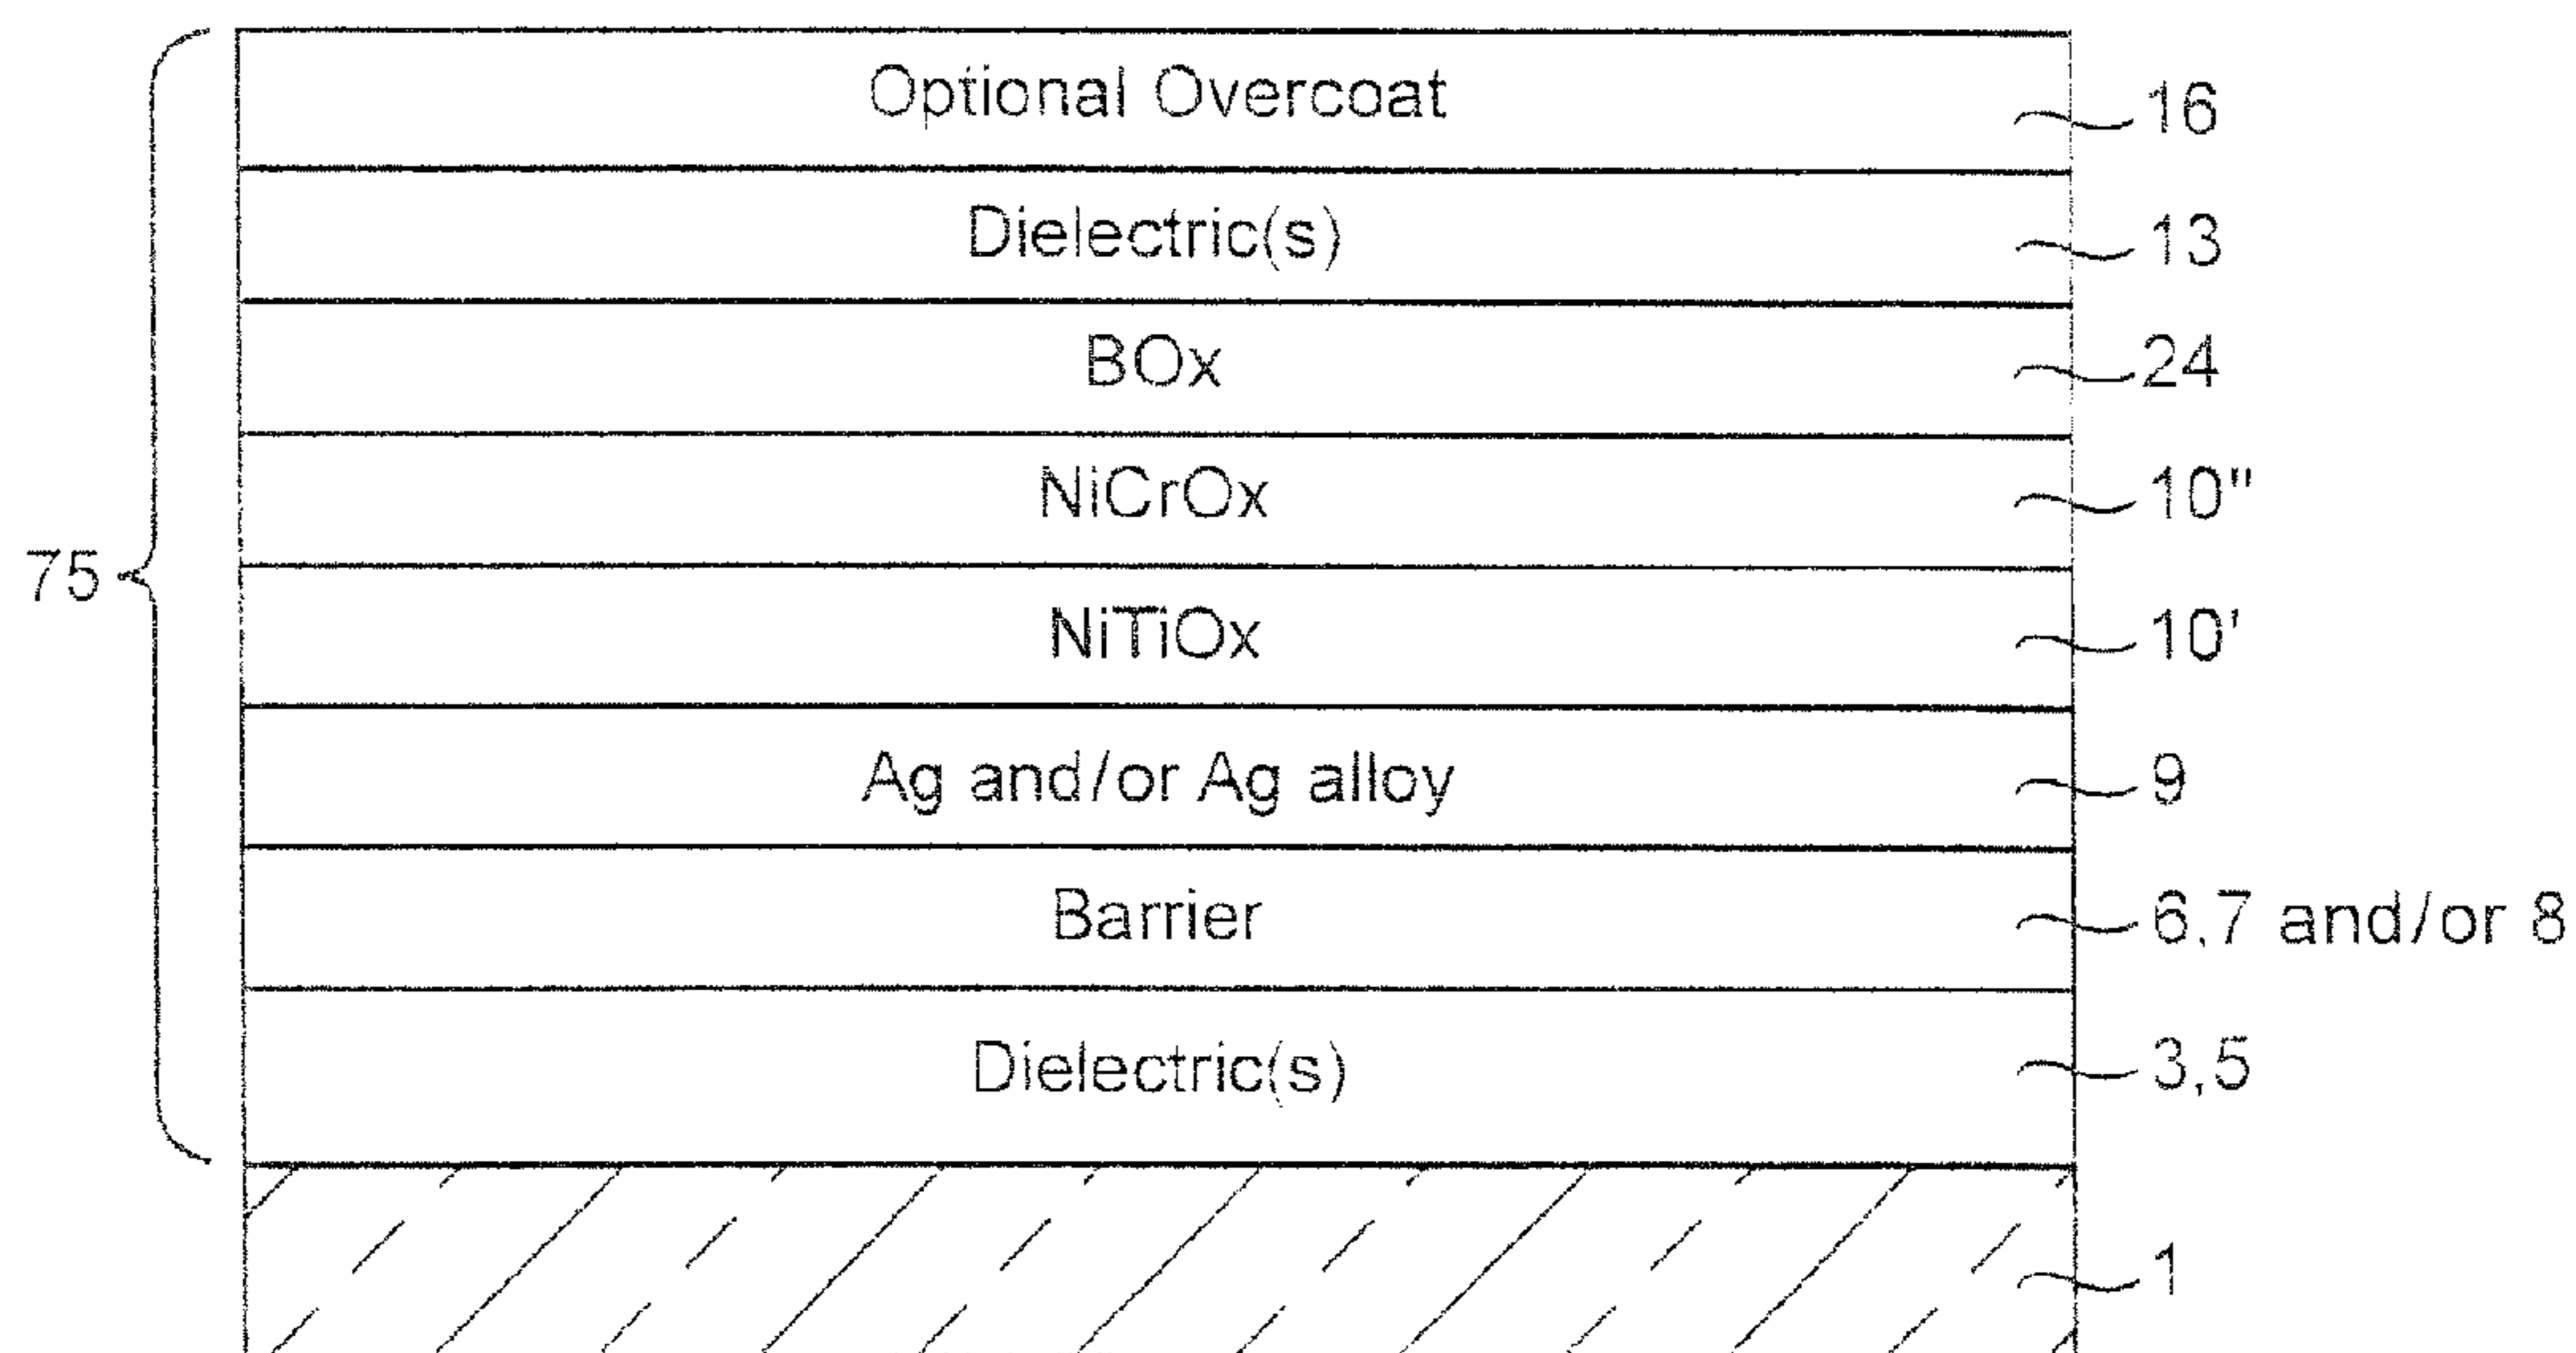 Optional Overcoat 16
Dielectric(s) 13
BOx 24
NiCrOx 10"
75
NiTiOx 10'
Ag and/or Ag alloy 9
Barrier 6,7 and/or 8
Dielectric(s) 3,5
1